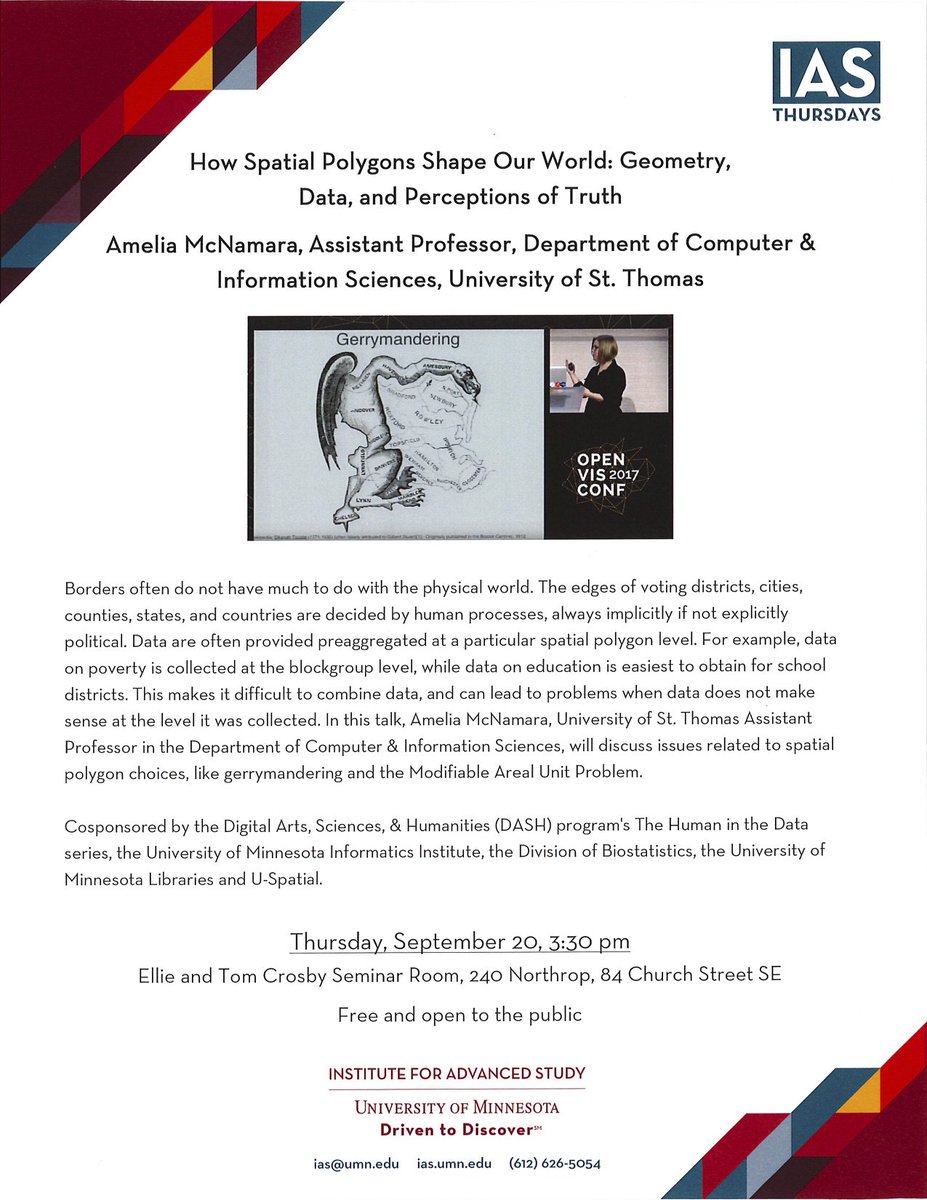 IAS
THURSDAYS
How Spatial Polygons Shape Our World: Geometry,
Data, and Perceptions of Truth
Amelia McNamara, Assistant Professor, Department of Computer &
Information Sciences, University of St. Thomas
Gerrymandering
AMESBURY
NEWBURY
ROWLEY
ANDOVER
TOPSFIELD
HAMILTON
LYNN
CHELSEA
OPEN
VIS 2017
CONF
Borders often do not have much to do with the physical world. The edges of voting districts, cities,
counties, states, and countries are decided by human processes, always implicitly if not explicitly
political. Data are often provided preaggregated at a particular spatial polygon level. For example, data
on poverty is collected at the blockgroup level, while data on education is easiest to obtain for school
districts. This makes it difficult to combine data, and can lead to problems when data does not make
sense at the level it was collected. In this talk, Amelia McNamara, University of St. Thomas Assistant
Professor in the Department of Computer & Information Sciences, will discuss issues related to spatial
polygon choices, like gerrymandering and the Modifiable Areal Unit Problem.
Cosponsored by the Digital Arts, Sciences, & Humanities (DASH) program's The Human in the Data
series, the University of Minnesota Informatics Institute, the Division of Biostatistics, the University of
Minnesota Libraries and U-Spatial.
Thursday, September 20, 3:30 pm
Ellie and Tom Crosby Seminar Room, 240 Northrop, 84 Church Street SE
Free and open to the public
INSTITUTE FOR ADVANCED STUDY
UNIVERSITY OF MINNESOTA
Driven to Discover℠
ias@umn.edu ias.umn.edu (612) 626-5054